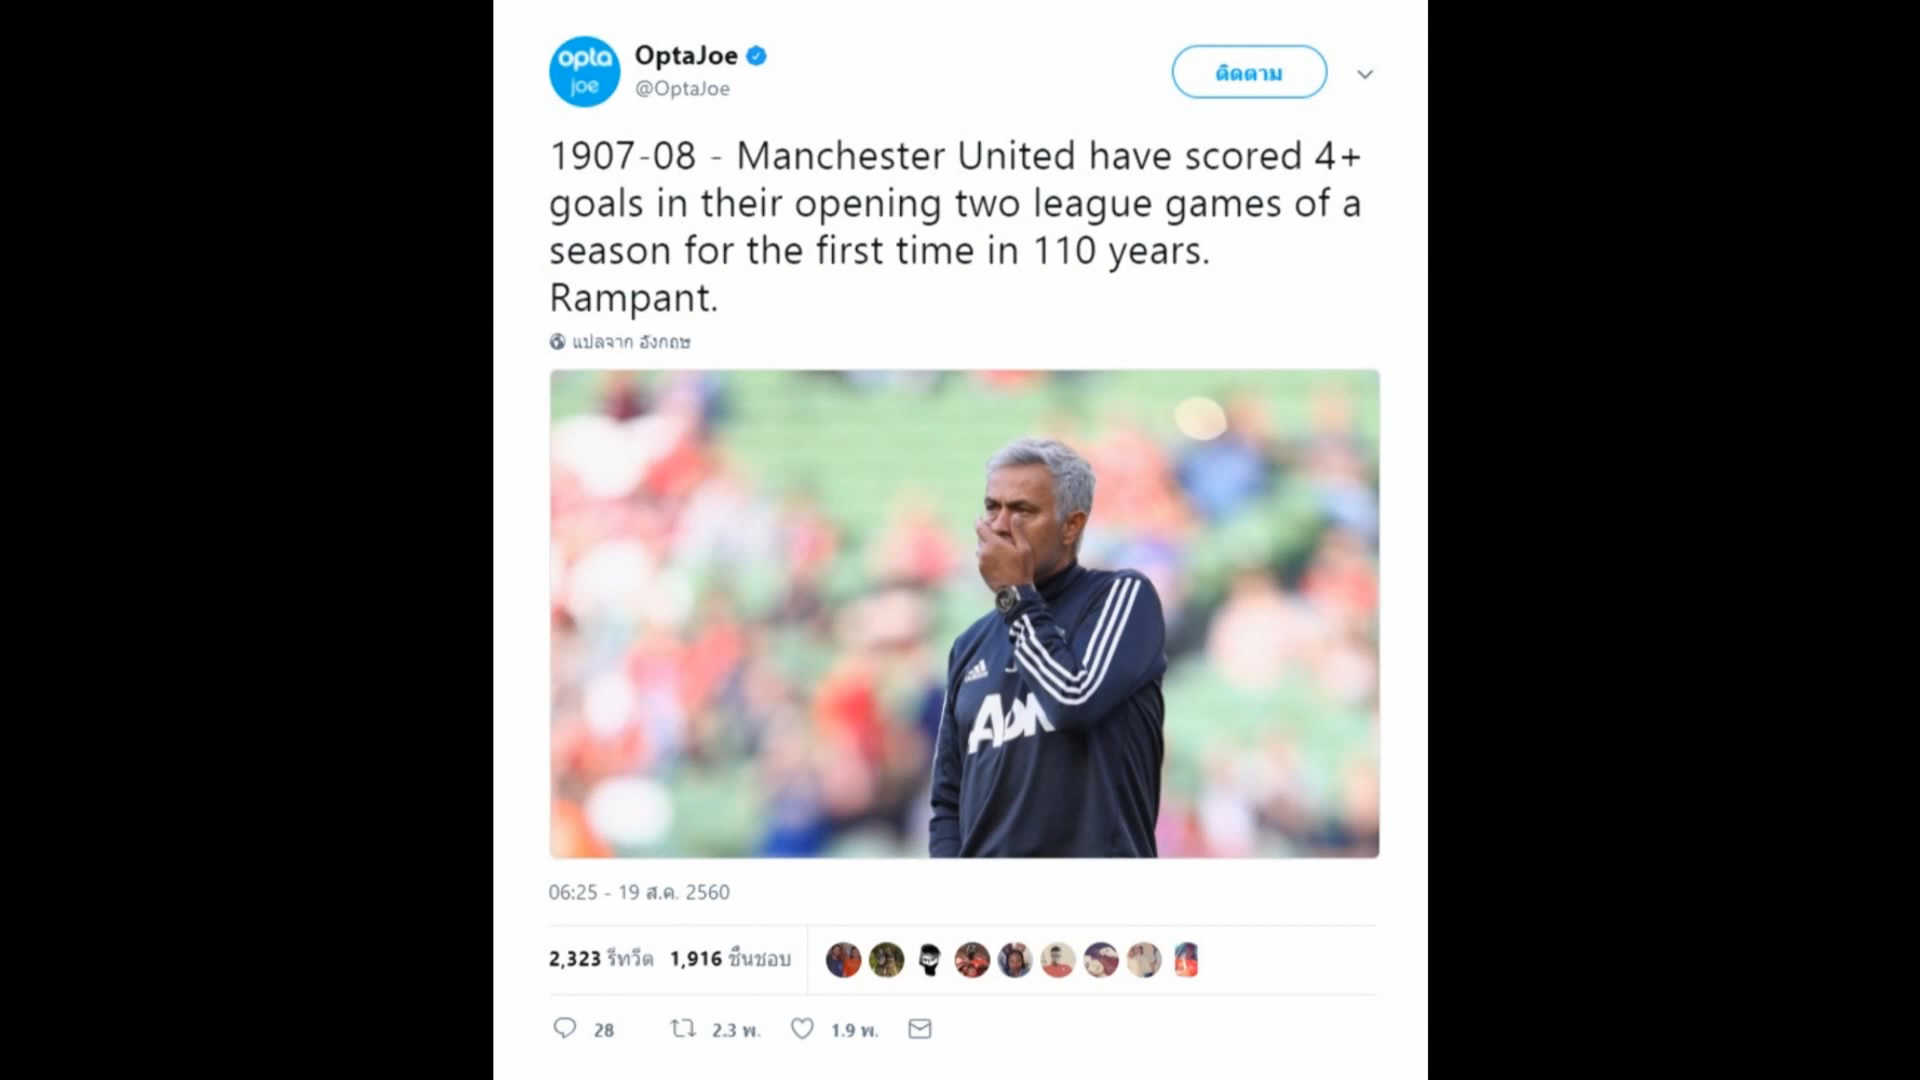 opta
joe
OptaJoe
@OptaJoe
ติดตาม
1907-08 - Manchester United have scored 4+
goals in their opening two league games of a
season for the first time in 110 years.
Rampant.
แปลจาก อังกฤษ
adidas
AON
06:25 - 19 ส.ค. 2560
2,323 รีทวีต 1,916 ชื่นชอบ
28 2.3 พ. 1.9 พ.